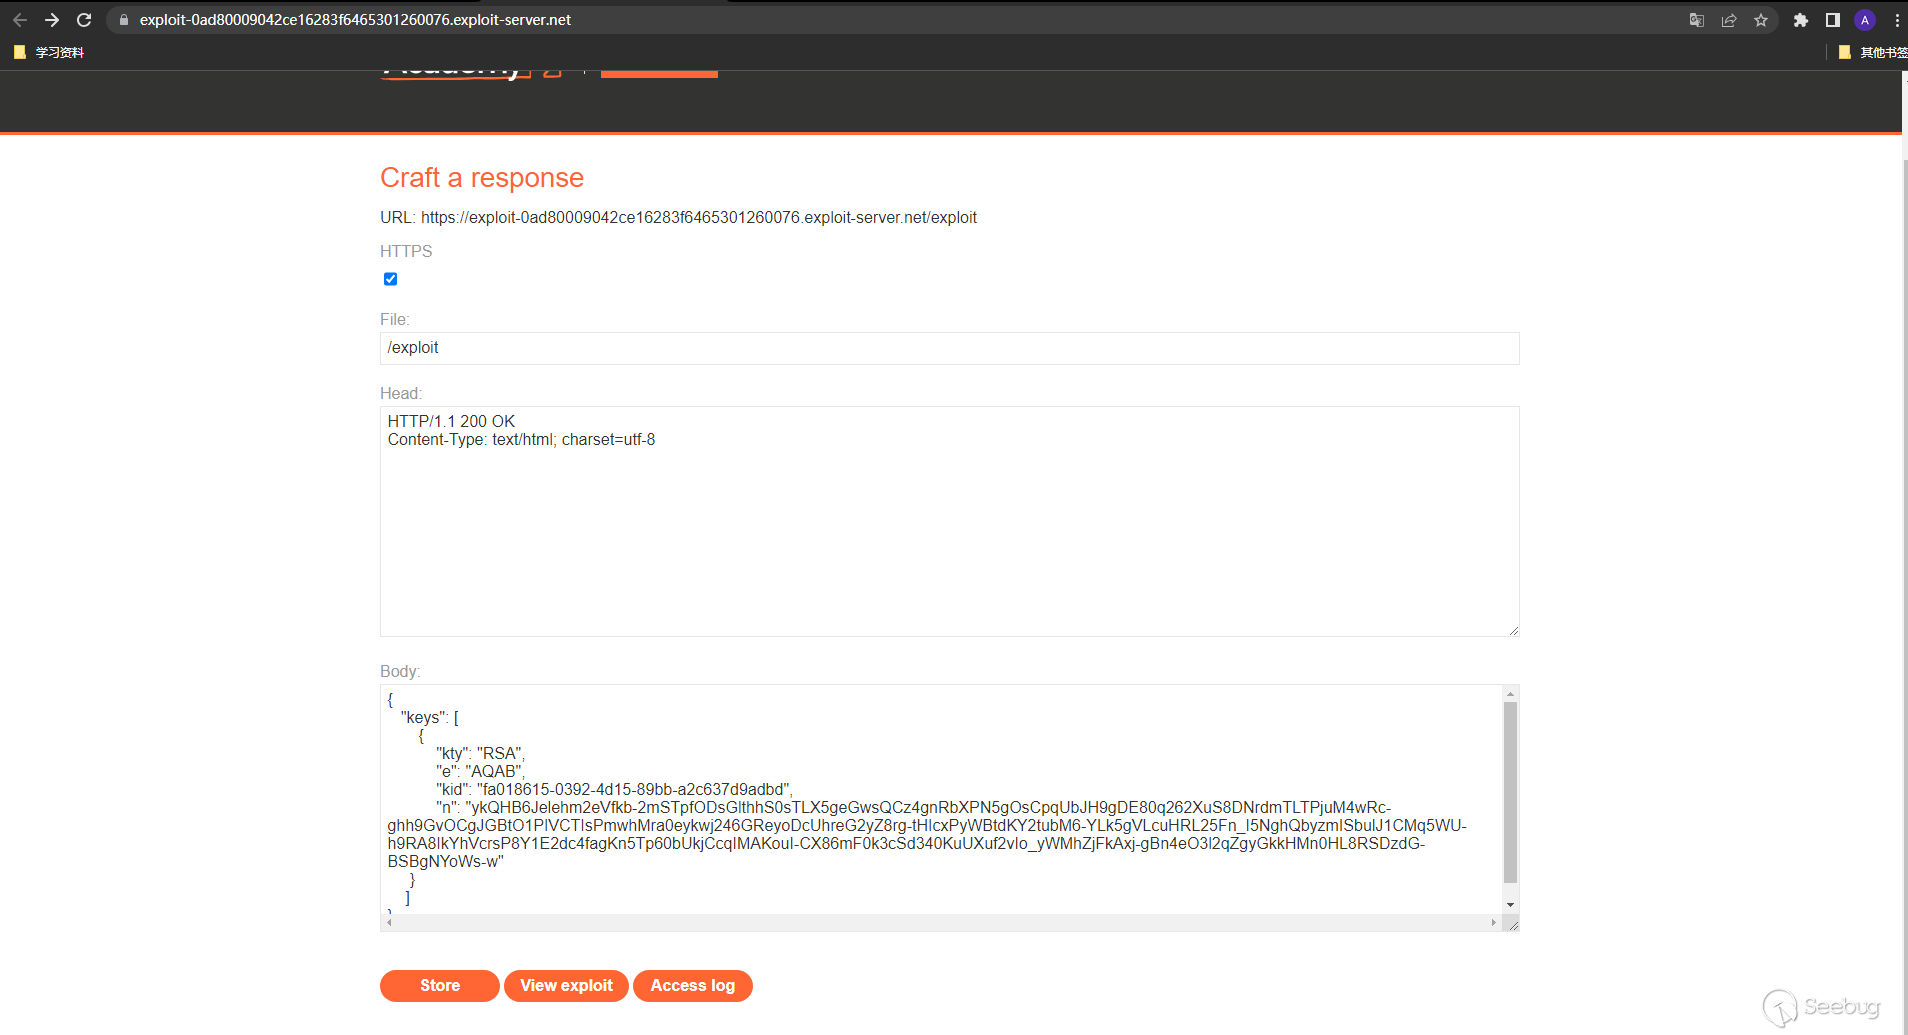 exploit-0ad80009042ce16283f6465301260076.exploit-server.net
A
学习资料
其他书签
Academy
Craft a response
URL: https://exploit-0ad80009042ce16283f6465301260076.exploit-server.net/exploit
HTTPS
File:
/exploit
Head:
HTTP/1.1 200 OK
Content-Type: text/html; charset=utf-8
Body:
{
"keys": [
{
"kty": "RSA",
"e": "AQAB",
"kid": "fa018615-0392-4d15-89bb-a2c637d9adbd",
"n": "ykQHB6Jelehm2eVfkb-2mSTpfODsGlthhS0sTLX5geGwsQCz4gnRbXPN5gOsCpqUbJH9gDE80q262XuS8DNrdmTLTPjuM4wRc-
ghh9GvOCgJGBtO1PlVCTIsPmwhMra0eykwj246GReyoDcUhreG2yZ8rg-tHIcxPyWBtdKY2tubM6-YLk5gVLcuHRL25Fn_I5NghQbyzmISbulJ1CMq5WU-
h9RA8IkYhVcrsP8Y1E2dc4fagKn5Tp60bUkjCcqIMAKouI-CX86mF0k3cSd340KuUXuf2vIo_yWMhZjFkAxj-gBn4eO3l2qZgyGkkHMn0HL8RSDzdG-
BSBgNYoWs-w"
}
]
}
Store
View exploit
Access log
Seebug